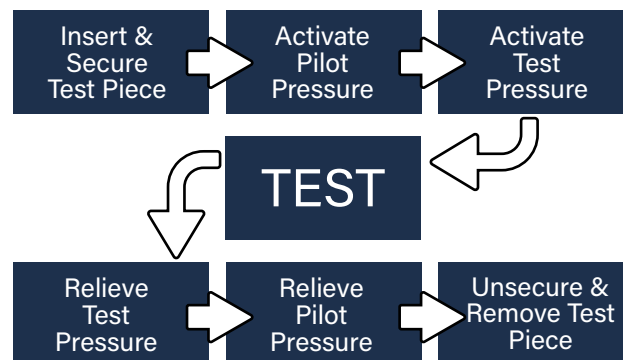 Insert &
Secure
Test Piece
Activate
Pilot
Pressure
Activate
Test
Pressure
TEST
Relieve
Test
Pressure
Relieve
Pilot
Pressure
Unsecure &
Remove Test
Piece